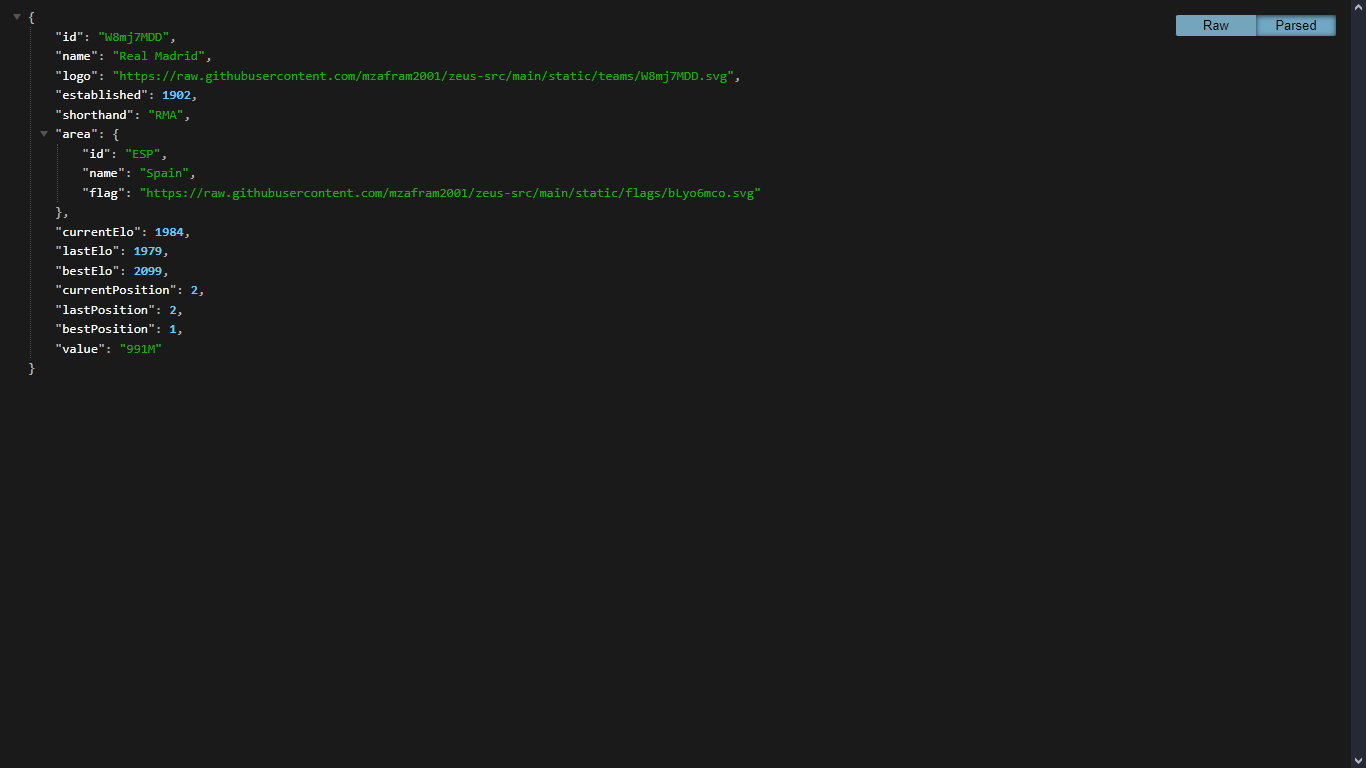 {
"id": "W8mj7MDD",
"name": "Real Madrid",
"logo": "https://raw.githubusercontent.com/mzafram2001/zeus-src/main/static/teams/W8mj7MDD.svg",
"established": 1902,
"shorthand": "RMA",
"area": {
"id": "ESP",
"name": "Spain",
"flag": "https://raw.githubusercontent.com/mzafram2001/zeus-src/main/static/flags/bLyo6mco.svg"
},
"currentElo": 1984,
"lastElo": 1979,
"bestElo": 2099,
"currentPosition": 2,
"lastPosition": 2,
"bestPosition": 1,
"value": "991M"
}
Raw Parsed